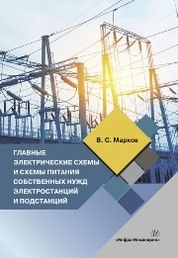 В. С. Марков
ГЛАВНЫЕ
ЭЛЕКТРИЧЕСКИЕ СХЕМЫ
И СХЕМЫ ПИТАНИЯ
СОБСТВЕННЫХ НУЖД
ЭЛЕКТРОСТАНЦИЙ
И ПОДСТАНЦИЙ
«Инфра-Инженерия»